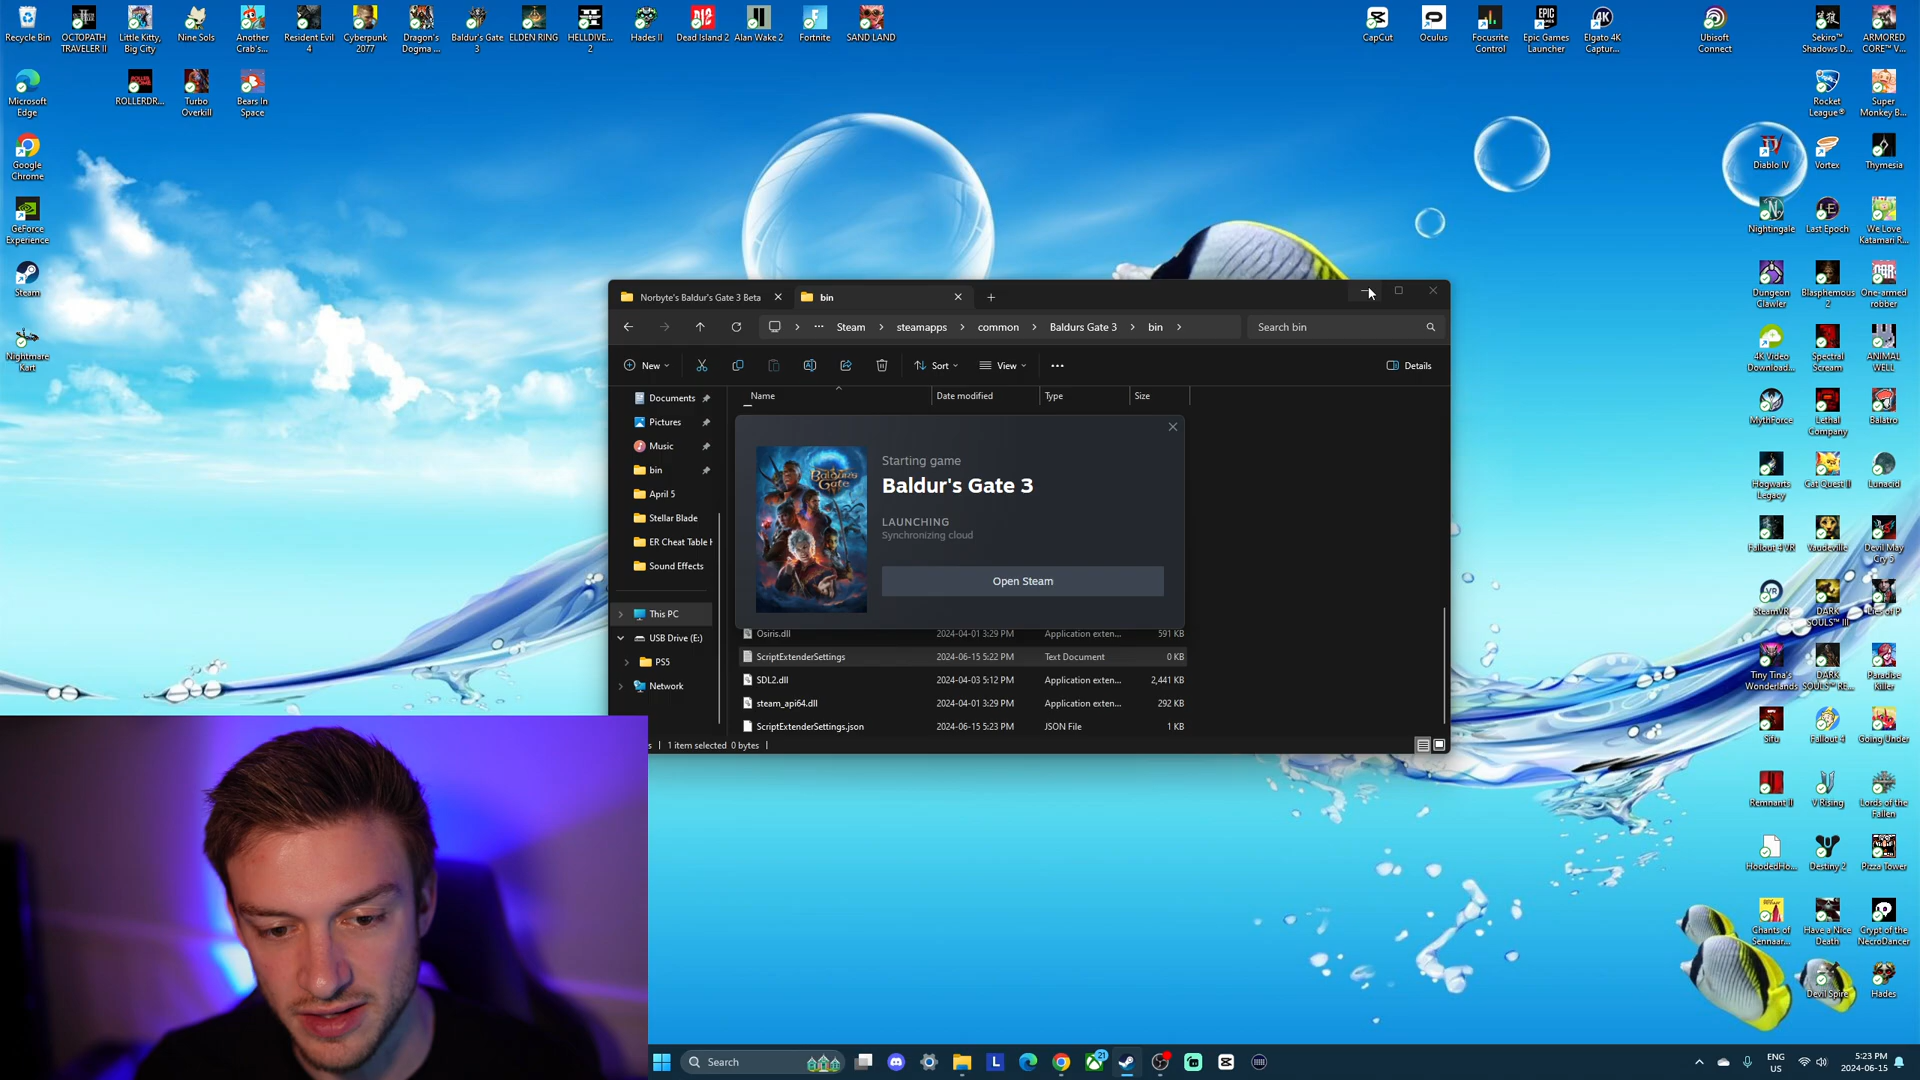 Recycle Bin
OCTOPATH
TRAVELER II
Little Kitty,
Big City
Nine Sols
Another
Crab's...
Resident Evil
4
Cyberpunk
2077
Dragon's
Dogma ...
Baldur's Gate
3
ELDEN RING
HELLDIVE...
2
Hades II
Dead Island 2
Alan Wake 2
Fortnite
SAND LAND
CapCut
Oculus
Focusrite
Control
Epic Games
Launcher
Elgato 4K
Captur...
Ubisoft
Connect
Sekiro™
Shadows D...
ARMORED
CORE™ V...
Microsoft
Edge
ROLLERDR...
Turbo
Overkill
Bears In
Space
Rocket
League®
Super
Monkey B...
Google
Chrome
Diablo IV
Vortex
Thymesia
GeForce
Experience
Nightingale
Last Epoch
We Love
Katamari R...
Steam
Dungeon
Clawler
Blasphemous
2
One-armed
robber
Nightmare
Kart
4K Video
Download...
Spectral
Scream
ANIMAL
WELL
MythForce
Lethal
Company
Balatro
Hogwarts
Legacy
Cat Quest II
Lunacid
Fallout 4 VR
Vaudeville
Devil May
Cry 5
SteamVR
DARK
SOULS™ III
Lies of P
Tiny Tina's
Wonderlands
DARK
SOULS™ RE...
Paradise
Killer
Sifu
Fallout 4
Going Under
Remnant II
V Rising
Lords of the
Fallen
HoodedHo...
Destiny 2
Pizza Tower
Chants of
Sennaar...
Have a Nice
Death
Crypt of the
NecroDancer
Devil Spire
Hades
Norbyte's Baldur's Gate 3 Beta
bin
Steam
steamapps
common
Baldurs Gate 3
bin
Search bin
New
Sort
View
Details
Name
Date modified
Type
Size
Documents
Pictures
Music
bin
April 5
Stellar Blade
ER Cheat Table
Sound Effects
This PC
USB Drive (E:)
PS5
Network
Starting game
Baldur's Gate 3
LAUNCHING
Synchronizing cloud
Open Steam
Osiris.dll 2024-04-01 3:29 PM Application exten... 591 KB
ScriptExtenderSettings 2024-06-15 5:22 PM Text Document 0 KB
SDL2.dll 2024-04-03 5:12 PM Application exten... 2,441 KB
steam_api64.dll 2024-04-01 3:29 PM Application exten... 292 KB
ScriptExtenderSettings.json 2024-06-15 5:23 PM JSON File 1 KB
1 item selected 0 bytes
Search
21
ENG
US
5:23 PM
2024-06-15